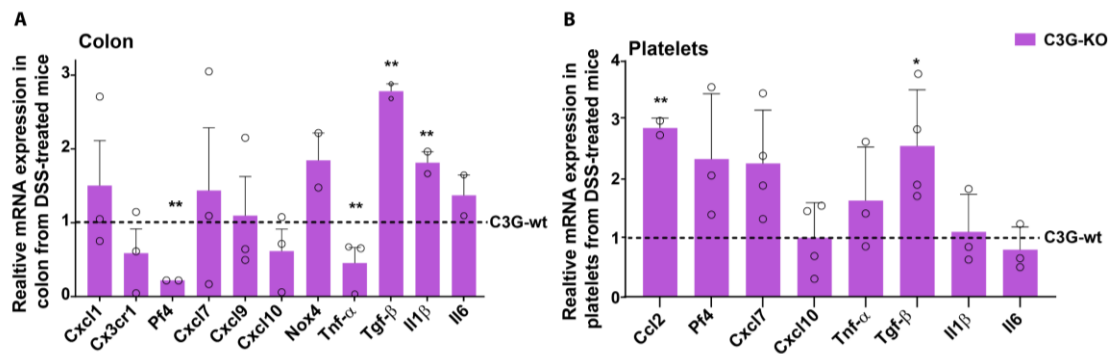 A
Colon
Realtive mRNA expression in
colon from DSS-treated mice
3
2
1
0
**
**
**
**
C3G-wt
Cxcl1
Cx3cr1
Pf4
Cxcl7
Cxcl9
Cxcl10
Nox4
Tnf-α
Tgf-β
Il1β
Il6
B
Platelets
C3G-KO
Realtive mRNA expression in
platelets from DSS-treated mice
4
3
2
1
0
**
*
C3G-wt
Ccl2
Pf4
Cxcl7
Cxcl10
Tnf-α
Tgf-β
Il1β
Il6